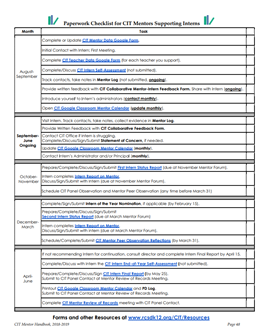 Paperwork Checklist for CIT Mentors Supporting Interns
Month
Task
August-
September
Complete or Update CIT Mentor Data Google Form.
Initial Contact with Intern: First Meeting.
Complete CIT Teacher Data Google Form (for each teacher you support).
Complete/Discuss CIT Intern Self-Assessment (not submitted).
Track contacts, take notes in Mentor Log (not submitted, ongoing).
Provide written feedback with CIT Collaborative Mentor-Intern Feedback Form. Share with Intern (ongoing).
Introduce yourself to Intern's administrators (contact monthly).
Open CIT Google Classroom Mentor Calendar (update monthly).
September-
June
Ongoing
Visit Intern. Track contacts, take notes, collect evidence in Mentor Log.
Provide Written Feedback with CIT Collaborative Feedback Form.
Contact CIT Office if Intern is struggling.
Complete/Discuss/Sign/Submit Statement of Concern, if needed.
Update CIT Google Classroom Mentor Calendar (monthly).
Contact Intern's Administrator and/or Principal (monthly).
October-
November
Prepare/Complete/Discuss/Sign/Submit First Intern Status Report (due at November Mentor Forum).
Intern completes Intern Report on Mentor.
Discuss/Sign/Submit with Intern (due at November Mentor Forum).
Schedule CIT Panel Observation and Mentor Peer Observation (any time before March 31)
December-
March
Complete/Sign/Submit Intern of the Year Nomination, if applicable (by February 15).
Prepare/Complete/Discuss/Sign/Submit
Second Intern Status Report (due at March Mentor Forum)
Intern completes Intern Report on Mentor.
Discuss/Sign/Submit with Intern (due at March Mentor Forum).
Schedule/Complete/Submit CIT Mentor Peer Observation Reflections (by March 31).
April-
June
If not recommending Intern for continuation, consult director and complete Intern Final Report by April 15.
Complete/Discuss with Intern the CIT Intern End-of-Year Self-Assessment (not submitted).
Prepare/Complete/Discuss/Sign CIT Intern Final Report (by May 25).
Submit to CIT Panel Contact at Mentor Review of Records Meeting.
Printout CIT Google Classroom Mentor Calendar and PD Log
Submit to CIT Panel Contact at Mentor Review of Records Meeting.
Complete CIT Mentor Review of Records meeting with CIT Panel Contact
Forms and other Resources at www.rcsdk12.org/CIT/Resources
CIT Mentor Handbook, 2018-2019